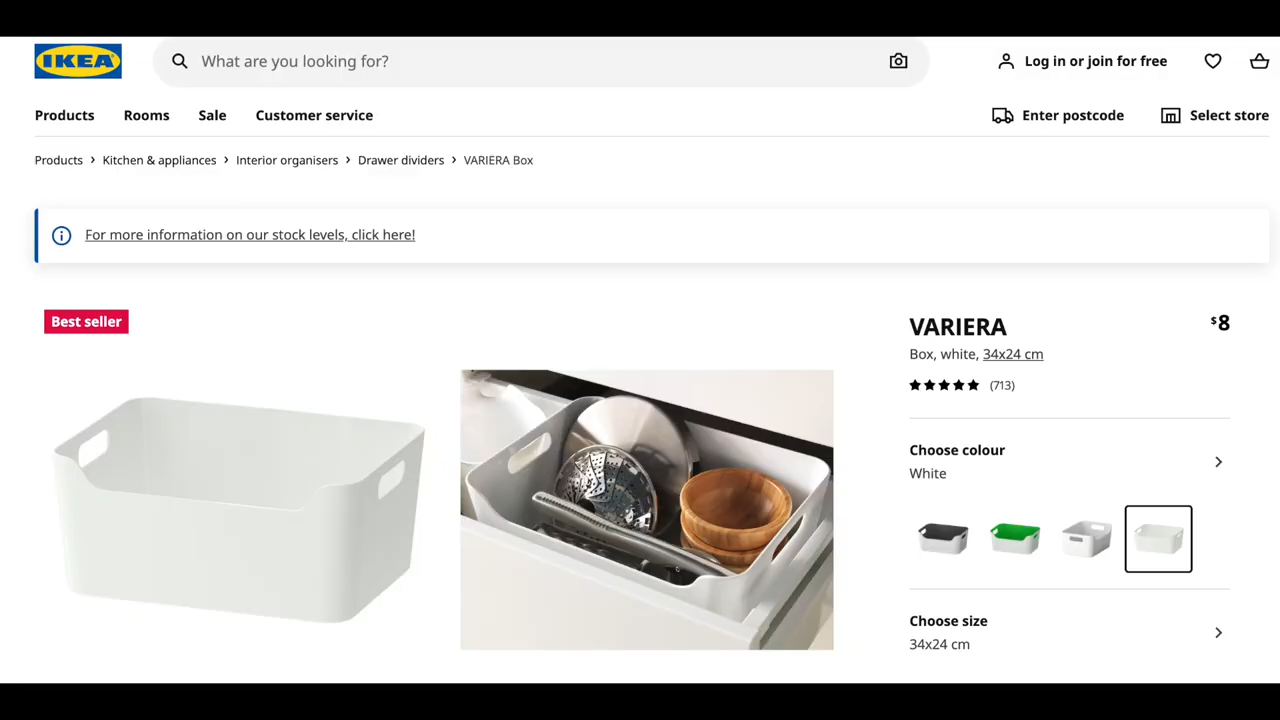 IKEA
What are you looking for?
Log in or join for free
Products Rooms Sale Customer service
Enter postcode Select store
Products › Kitchen & appliances › Interior organisers › Drawer dividers › VARIERA Box
For more information on our stock levels, click here!
Best seller
VARIERA
$8
Box, white, 34x24 cm
(713)
Choose colour
White
Choose size
34x24 cm